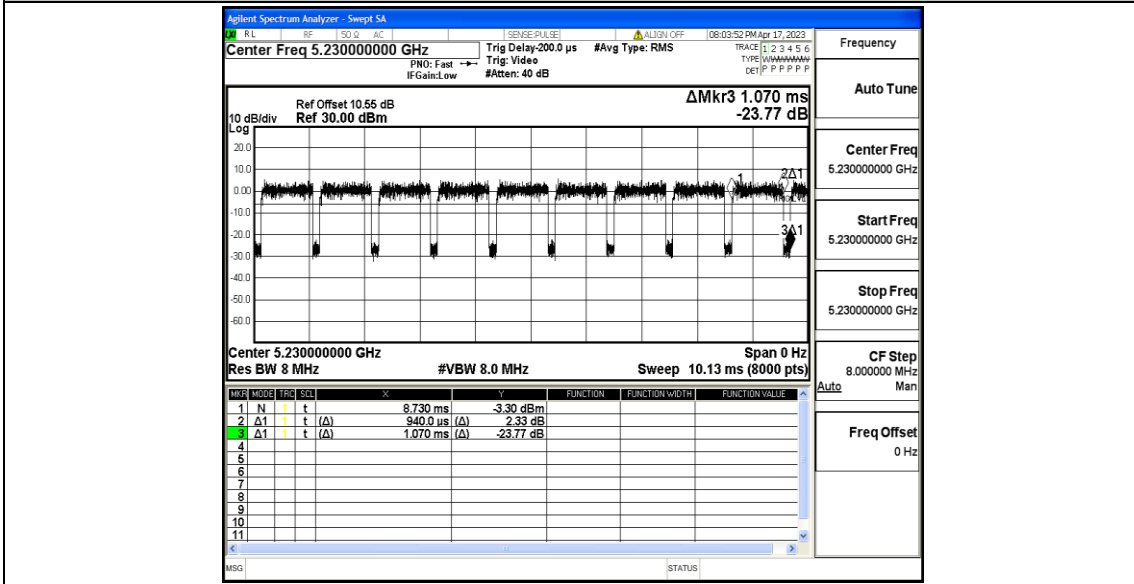 Agilent Spectrum Analyzer - Swept SA
RL RF 50 Ω AC SENSE:PULSE ALIGN OFF 08:03:52 PM Apr 17, 2023
Center Freq 5.230000000 GHz
PNO: Fast
IFGain:Low
Trig Delay-200.0 µs
Trig: Video
#Atten: 40 dB
#Avg Type: RMS
TRACE 1 2 3 4 5 6
TYPE
DET P P P P P P
ΔMkr3 1.070 ms
-23.77 dB
Ref Offset 10.55 dB
10 dB/div Ref 30.00 dBm
Log
20.0
10.0
0.00
-10.0
-20.0
-30.0
-40.0
-50.0
-60.0
1
2Δ1
3Δ1
Center 5.230000000 GHz Span 0 Hz
Res BW 8 MHz #VBW 8.0 MHz Sweep 10.13 ms (8000 pts)
MKR MODE TRC SCL X Y FUNCTION FUNCTION WIDTH FUNCTION VALUE
1 N 1 t 8.730 ms -3.30 dBm
2 Δ1 1 t (Δ) 940.0 µs (Δ) 2.33 dB
3 Δ1 1 t (Δ) 1.070 ms (Δ) -23.77 dB
4
5
6
7
8
9
10
11
MSG STATUS
Frequency
Auto Tune
Center Freq
5.230000000 GHz
Start Freq
5.230000000 GHz
Stop Freq
5.230000000 GHz
CF Step
8.000000 MHz
Auto Man
Freq Offset
0 Hz